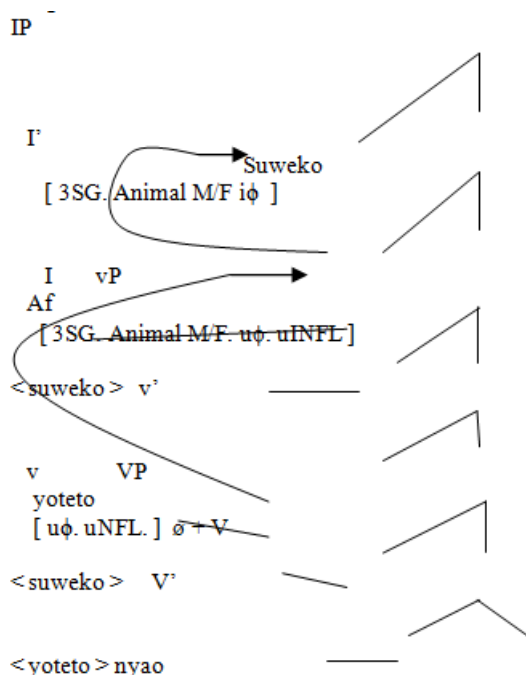 IP
I’
Suweko
[ 3SG. Animal M/F iϕ ]
I vP
Af
[ 3SG. Animal M/F. uϕ. uINFL ]
<suweko> v’
v VP
yoteto
[ uϕ. uNFL. ] ø + V
<suweko> V’
<yoteto> nyao